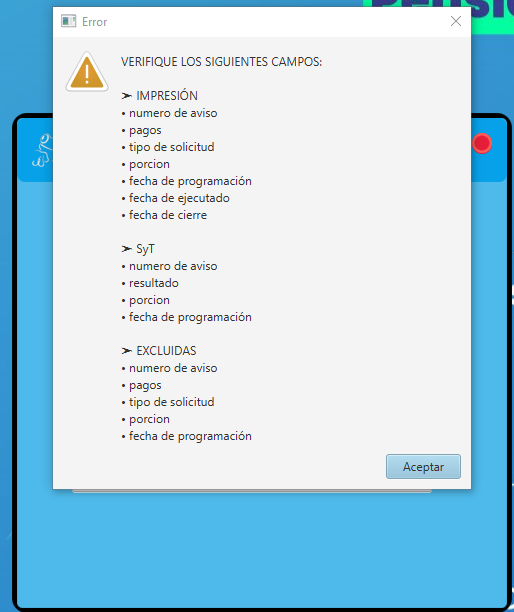 Error
VERIFIQUE LOS SIGUIENTES CAMPOS:
➤ IMPRESIÓN
• numero de aviso
• pagos
• tipo de solicitud
• porcion
• fecha de programación
• fecha de ejecutado
• fecha de cierre
➤ SyT
• numero de aviso
• resultado
• porcion
• fecha de programación
➤ EXCLUIDAS
• numero de aviso
• pagos
• tipo de solicitud
• porcion
• fecha de programación
Aceptar